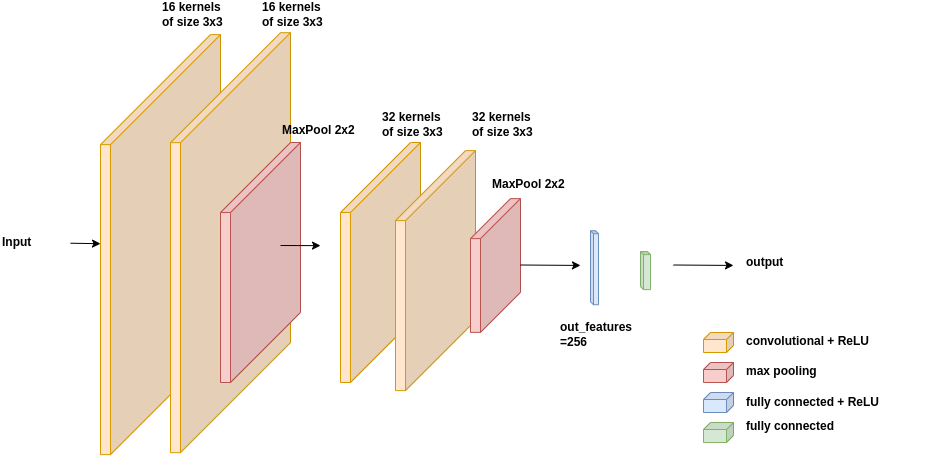 16 kernels
of size 3x3
16 kernels
of size 3x3
MaxPool 2x2
32 kernels
of size 3x3
32 kernels
of size 3x3
MaxPool 2x2
Input
output
out_features
=256
convolutional + ReLU
max pooling
fully connected + ReLU
fully connected